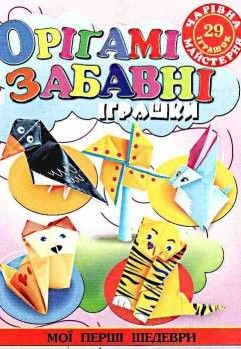 ЧАРІВНА
29
ІГРАШОК
МАЙСТЕРНЯ
ОРІГАМІ
ЗАБАВНІ
ІГРАШКИ
МОЇ ПЕРШІ ШЕДЕВРИ